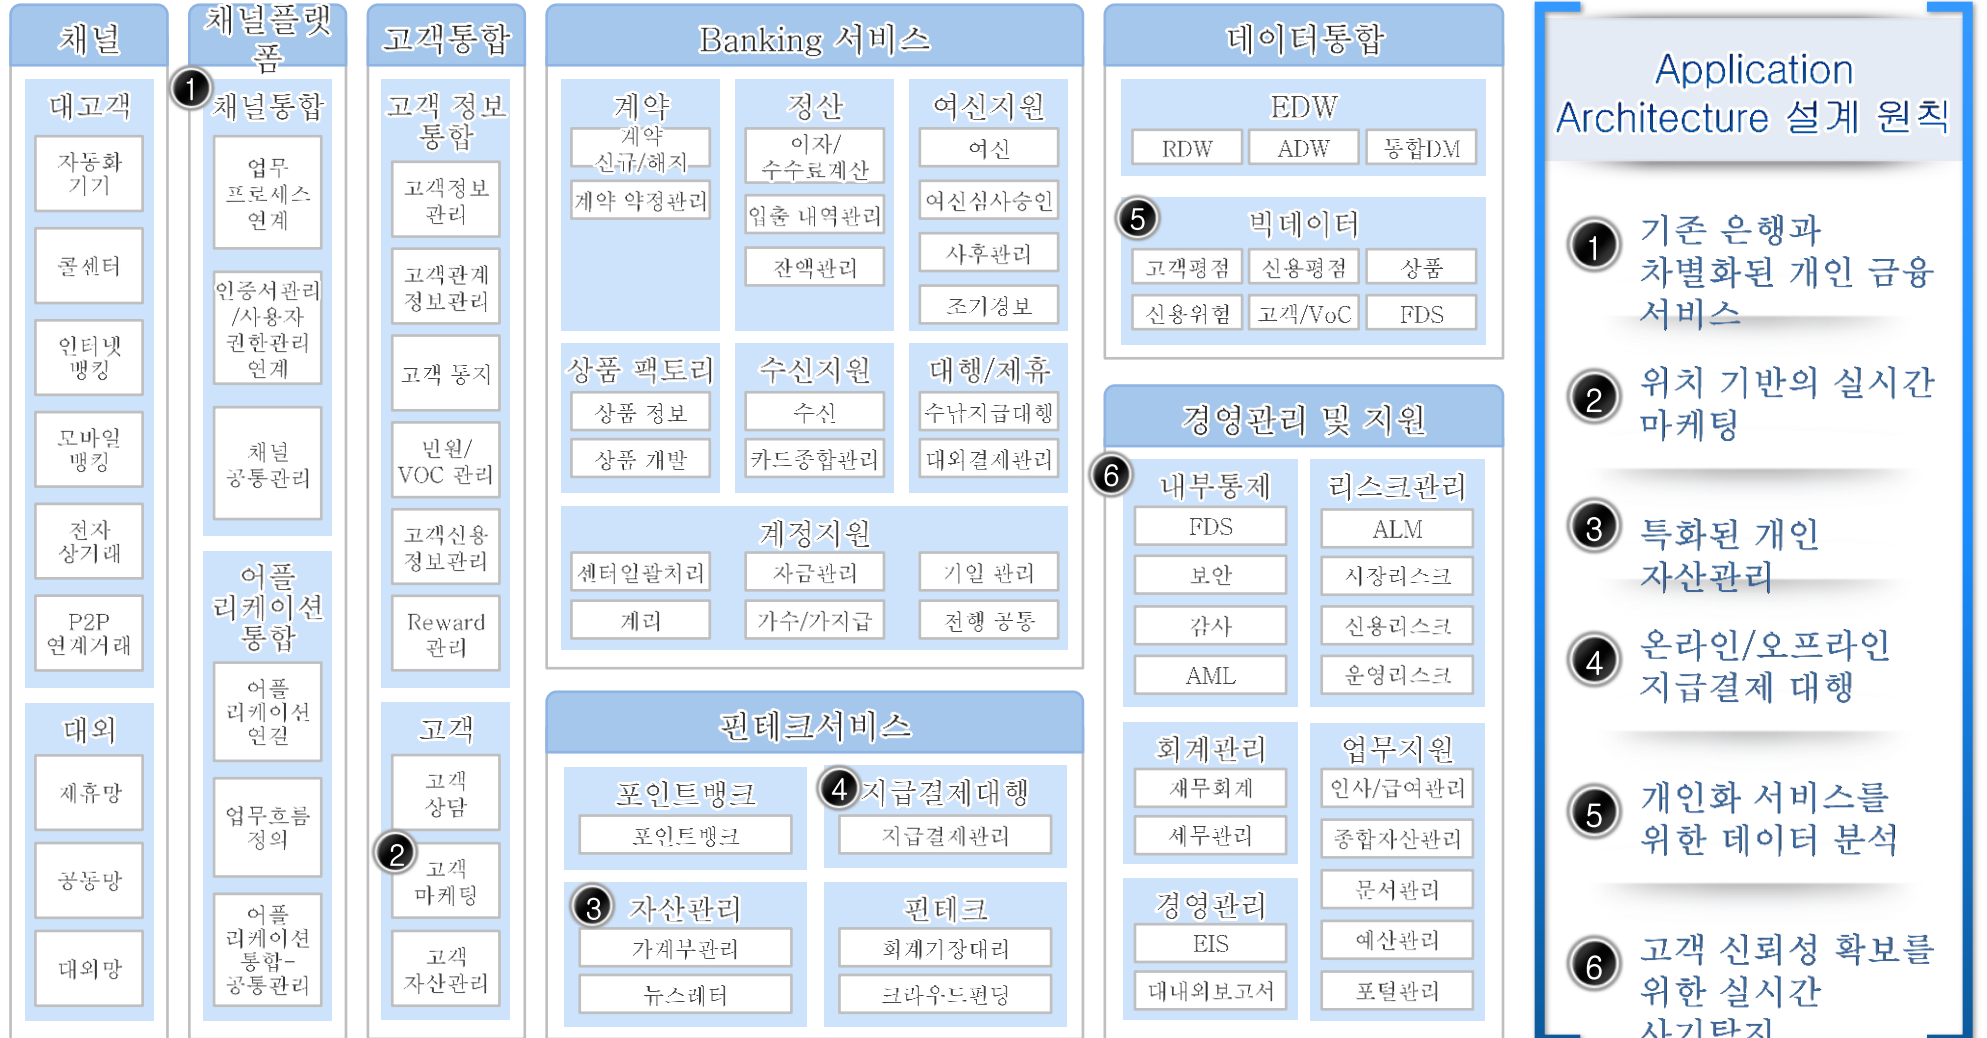 채널
대고객
자동화
기기
콜센터
인터넷
뱅킹
모바일
뱅킹
전자
상거래
P2P
연계거래
대외
제휴망
공동망
대외망
채널플랫
폼
1
채널통합
업무
프로세스
연계
인증서관리
/사용자
권한관리
연계
채널
공통관리
어플
리케이션
통합
어플
리케이션
연결
업무흐름
정의
어플
리케이션
통합-
공통관리
고객통합
고객 정보
통합
고객정보
관리
고객관계
정보관리
고객 통지
민원/
VOC 관리
고객신용
정보관리
Reward
관리
고객
고객
상담
2
고객
마케팅
고객
자산관리
Banking 서비스
계약
계약
신규/해지
계약 약정관리
정산
이자/
수수료계산
입출 내역관리
잔액관리
여신지원
여신
여신심사승인
사후관리
조기경보
상품 팩토리
상품 정보
상품 개발
수신지원
수신
카드종합관리
대행/제휴
수납지급대행
대외결제관리
계정지원
센터일괄처리
자금관리
기일 관리
계리
가수/가지급
전행 공통
핀테크서비스
포인트뱅크
포인트뱅크
4
지급결제대행
지급결제관리
3
자산관리
가계부관리
뉴스레터
핀테크
회계기장대리
크라우드펀딩
데이터통합
EDW
RDW
ADW
통합DM
5
빅데이터
고객평점
신용평점
상품
신용위험
고객/VoC
FDS
경영관리 및 지원
6
내부통제
FDS
보안
감사
AML
리스크관리
ALM
시장리스크
신용리스크
운영리스크
회계관리
재무회계
세무관리
업무지원
인사/급여관리
종합자산관리
문서관리
예산관리
포털관리
경영관리
EIS
대내외보고서
Application
Architecture 설계 원칙
1
기존 은행과
차별화된 개인 금융
서비스
2
위치 기반의 실시간
마케팅
3
특화된 개인
자산관리
4
온라인/오프라인
지급결제 대행
5
개인화 서비스를
위한 데이터 분석
6
고객 신뢰성 확보를
위한 실시간
사기탐지